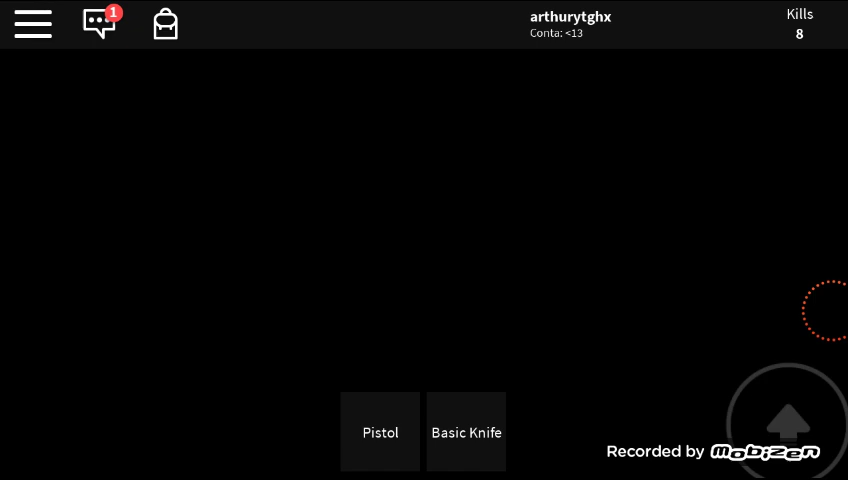 1
arthurytghx
Conta: <13
Kills
8
Pistol
Basic Knife
Recorded by mobizen